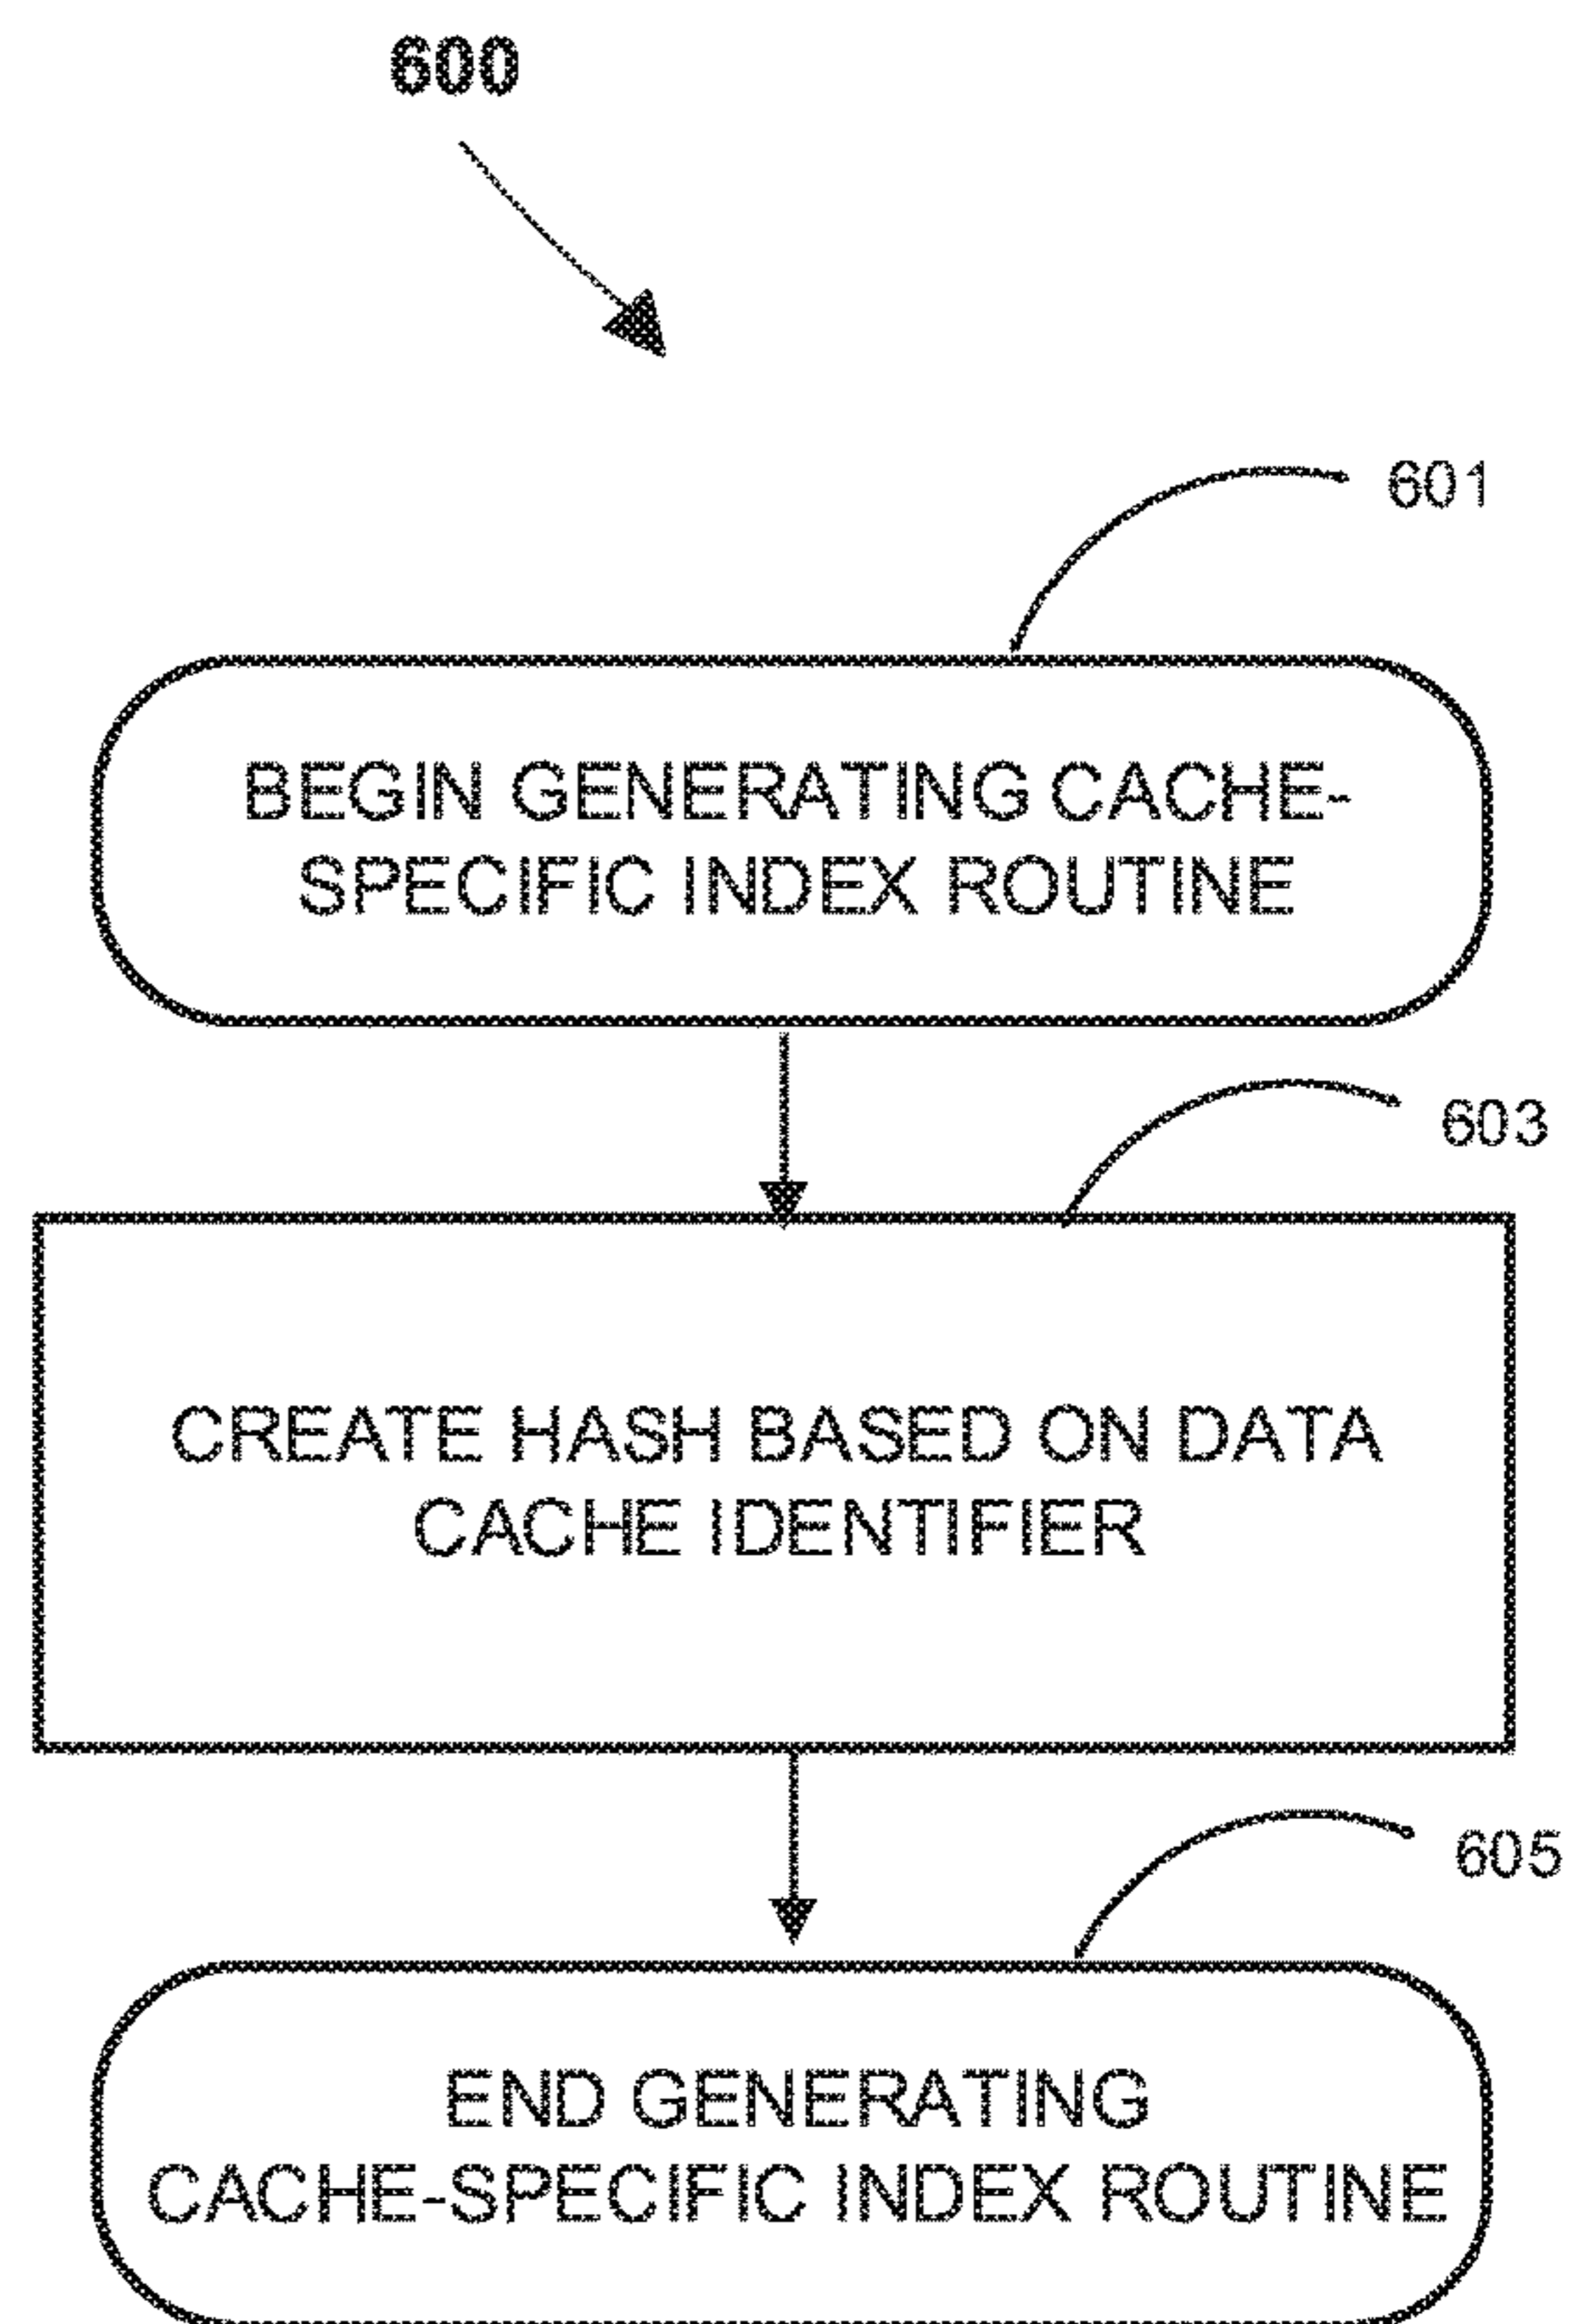 600
601
BEGIN GENERATING CACHE-
SPECIFIC INDEX ROUTINE
603
CREATE HASH BASED ON DATA
CACHE IDENTIFIER
605
END GENERATING
CACHE-SPECIFIC INDEX ROUTINE